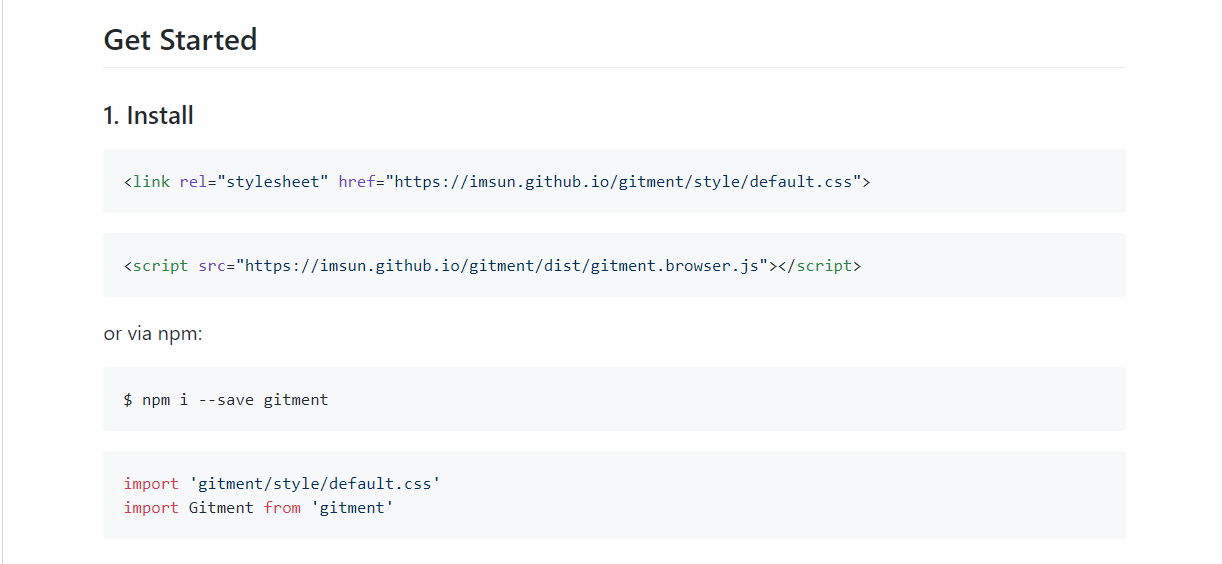 Get Started
1. Install
<link rel="stylesheet" href="https://imsun.github.io/gitment/style/default.css">
<script src="https://imsun.github.io/gitment/dist/gitment.browser.js"></script>
or via npm:
$ npm i --save gitment
import 'gitment/style/default.css'
import Gitment from 'gitment'